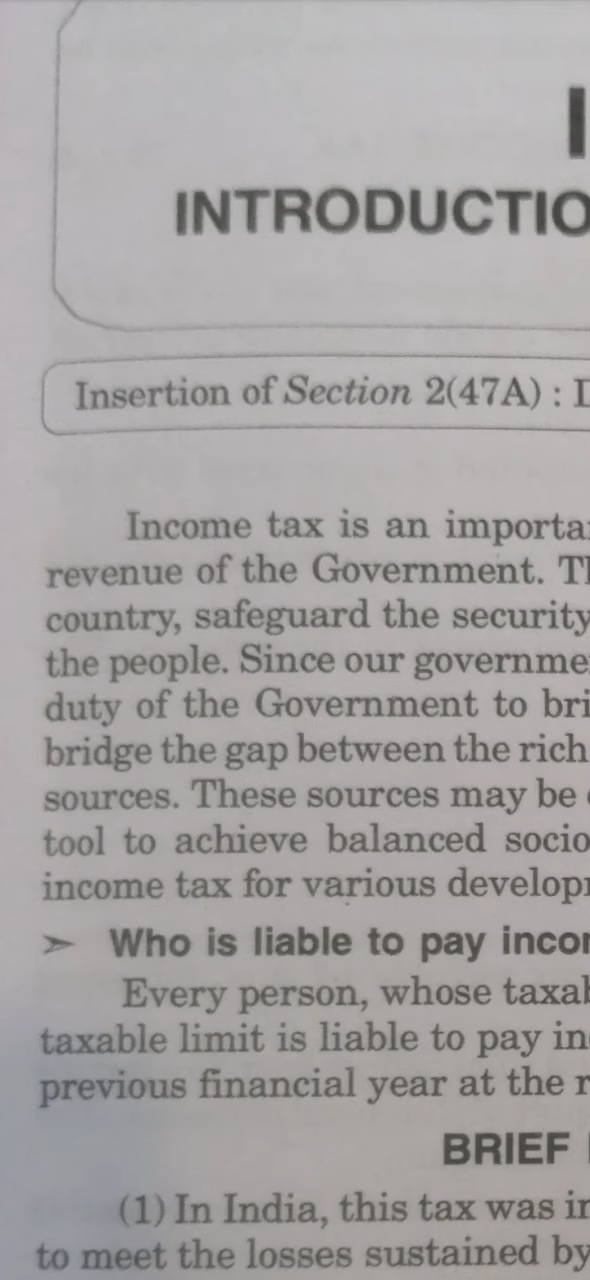 I
INTRODUCTIO
Insertion of Section 2(47A) :
Income tax is an importa
revenue of the Government. Th
country, safeguard the security
the people. Since our governme
duty of the Government to bri
bridge the gap between the rich
sources. These sources may be
tool to achieve balanced socio
income tax for various develop
➢ Who is liable to pay incor
Every person, whose taxab
taxable limit is liable to pay in
previous financial year at the r
BRIEF
(1) In India, this tax was in
to meet the losses sustained by